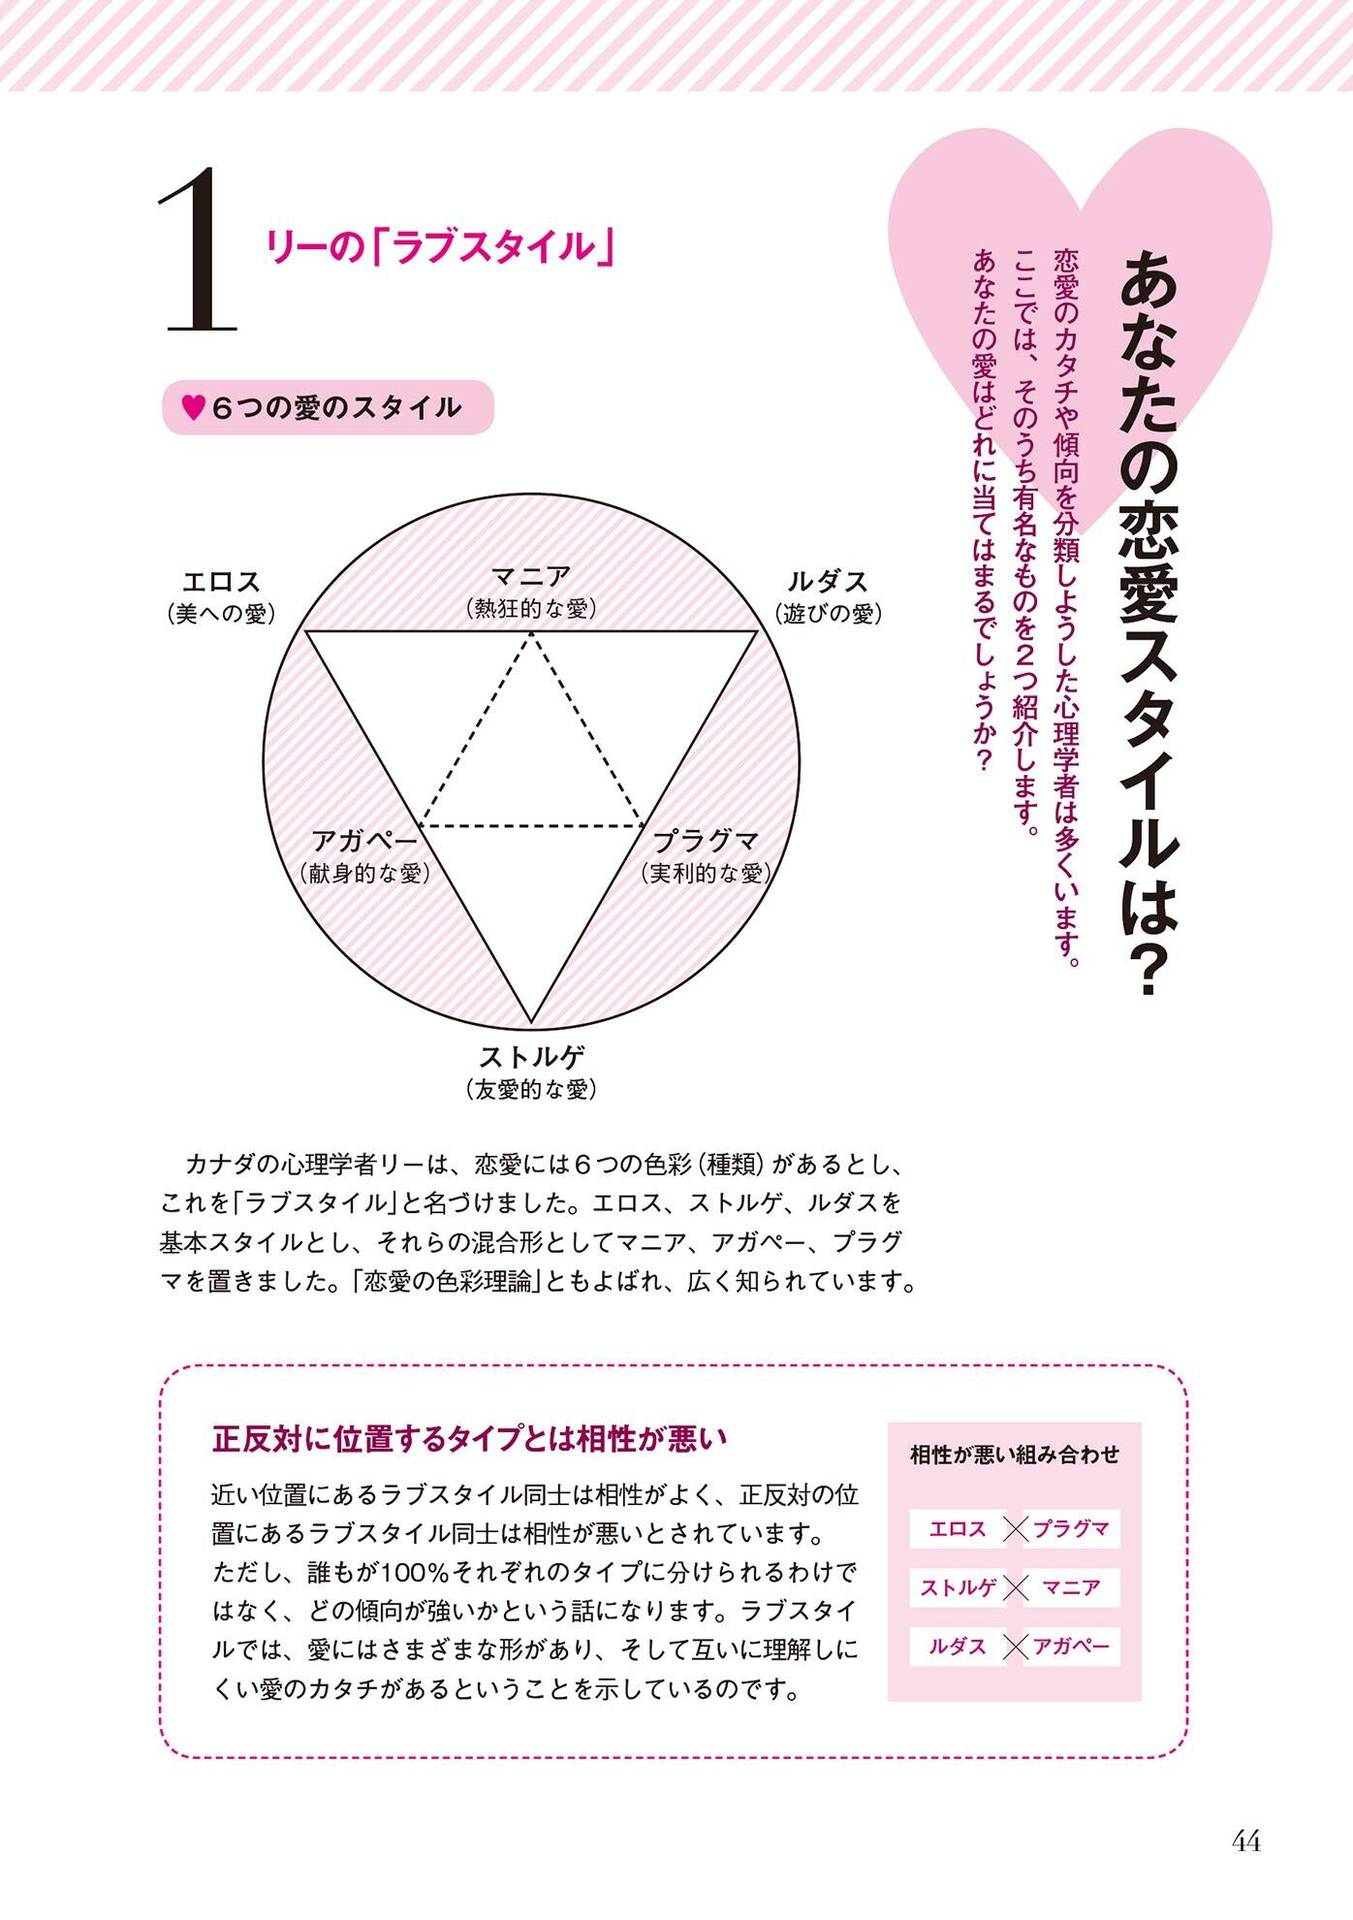 あなたの恋愛スタイルは？
恋愛のカタチや傾向を分類しようした心理学者は多くいます。
ここでは、そのうち有名なものを２つ紹介します。
あなたの愛はどれに当てはまるでしょうか？
1
リーの「ラブスタイル」
♥６つの愛のスタイル
エロス
（美への愛）
マニア
（熱狂的な愛）
ルダス
（遊びの愛）
アガペー
（献身的な愛）
プラグマ
（実利的な愛）
ストルゲ
（友愛的な愛）
カナダの心理学者リーは、恋愛には６つの色彩（種類）があるとし、
これを「ラブスタイル」と名づけました。エロス、ストルゲ、ルダスを
基本スタイルとし、それらの混合形としてマニア、アガペー、プラグ
マを置きました。「恋愛の色彩理論」ともよばれ、広く知られています。
正反対に位置するタイプとは相性が悪い
近い位置にあるラブスタイル同士は相性がよく、正反対の位
置にあるラブスタイル同士は相性が悪いとされています。
ただし、誰もが100％それぞれのタイプに分けられるわけで
はなく、どの傾向が強いかという話になります。ラブスタイ
ルでは、愛にはさまざまな形があり、そして互いに理解しに
くい愛のカタチがあるということを示しているのです。
相性が悪い組み合わせ
エロス×プラグマ
ストルゲ×マニア
ルダス×アガペー
44